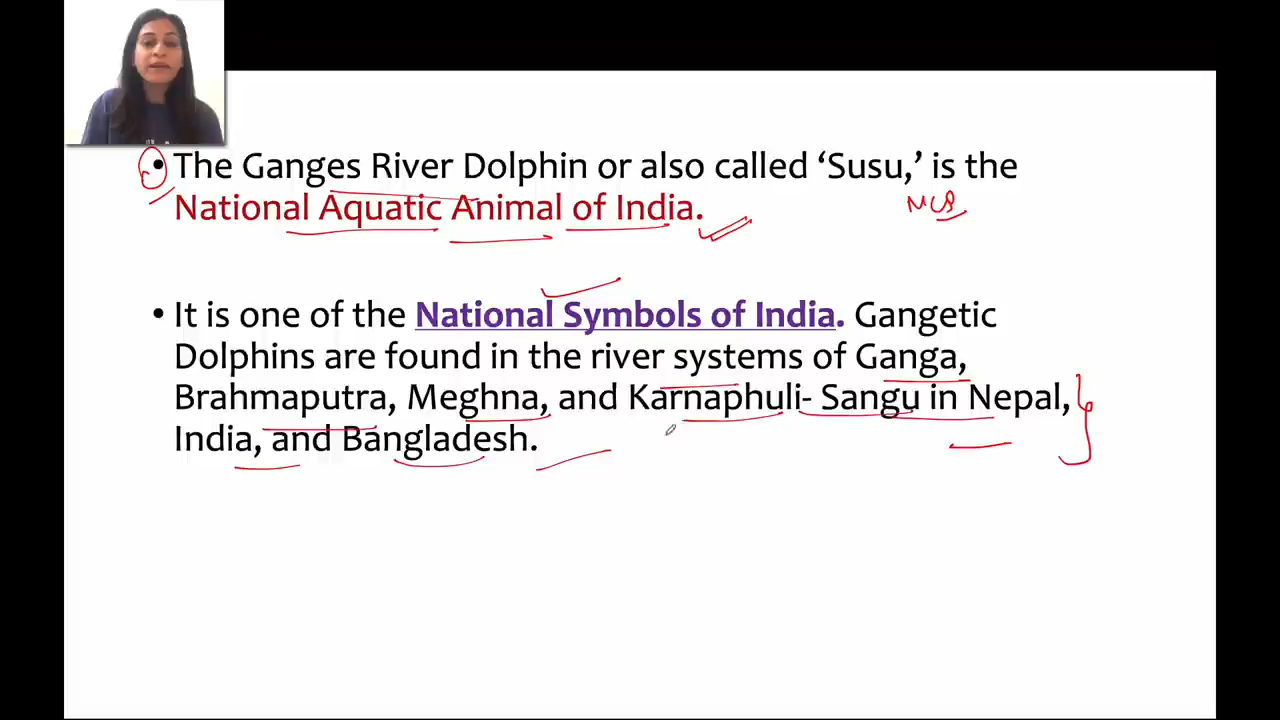 • The Ganges River Dolphin or also called ‘Susu,’ is the
National Aquatic Animal of India.
MCQ
• It is one of the National Symbols of India. Gangetic
Dolphins are found in the river systems of Ganga,
Brahmaputra, Meghna, and Karnaphuli- Sangu in Nepal,
India, and Bangladesh.